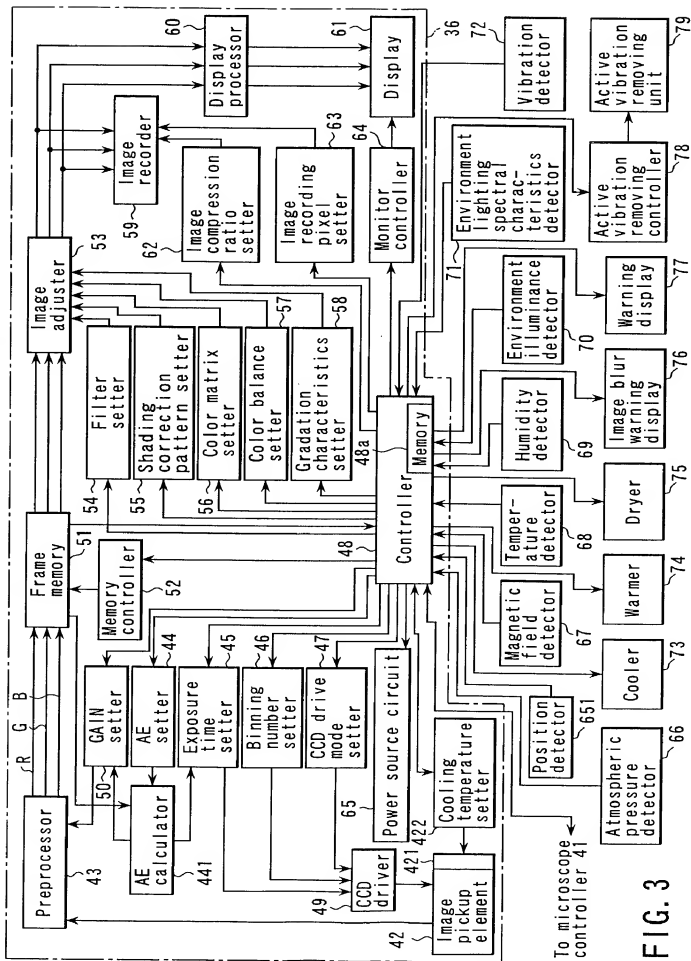 R
G
B
Preprocessor
43
Frame
memory
51
Image
adjuster
53
Image
recorder
59
Display
processor
60
Display
61
36
GAIN
setter
50
AE setter
44
AE
calculator
441
Exposure
time
setter
45
Binning
number
setter
46
CCD drive
mode setter
47
Memory
controller
52
CCD
driver
49
Image
pickup
element
42
421
Cooling
temperature
setter
422
Power source circuit
65
Filter
setter
54
Shading
correction
pattern setter
55
Color matrix
setter
56
Color balance
setter
57
Gradation
characteristics
setter
58
Image
compression
ratio
setter
62
Image
recording
pixel
setter
63
Monitor
controller
64
Controller
48
Memory
48a
To microscope
controller 41
Atmospheric
pressure
detector
66
Position
detector
651
Magnetic
field
detector
67
Temper-
ature
detector
68
Humidity
detector
69
Environment
illuminance
detector
70
Environment
lighting
spectral
charac-
teristics
detector
71
Vibration
detector
72
Cooler
73
Warmer
74
Dryer
75
Image blur
warning
display
76
Warning
display
77
Active
vibration
removing
controller
78
Active
vibration
removing
unit
79
FIG. 3